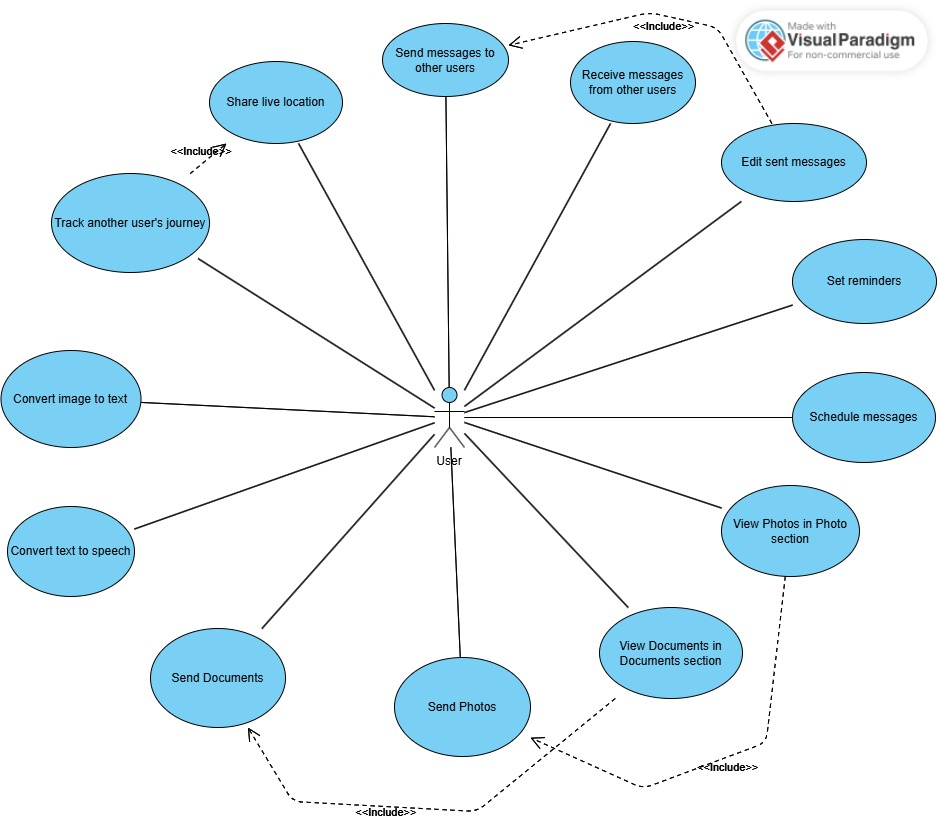 Made with
VisualParadigm
For non-commercial use
<<Include>>
Send messages to
other users
Receive messages
from other users
Share live location
<<Include>>
Edit sent messages
Track another user's journey
Set reminders
Convert image to text
Schedule messages
User
View Photos in Photo
section
Convert text to speech
View Documents in
Documents section
Send Documents
Send Photos
<<Include>>
<<Include>>